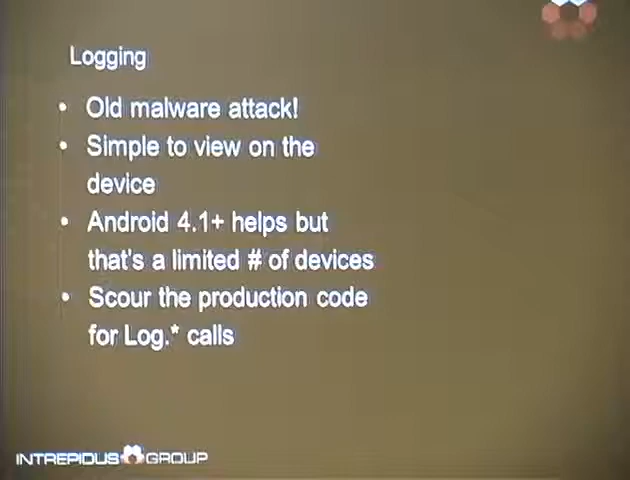 Logging
• Old malware attack!
• Simple to view on the
device
• Android 4.1+ helps but
that's a limited # of devices
• Scour the production code
for Log.* calls
INTREPIDUS GROUP